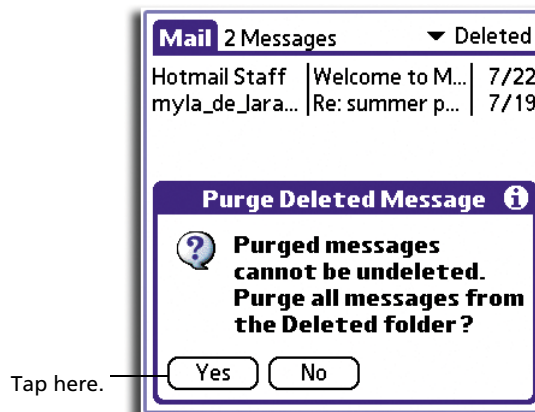 Mail 2 Messages Deleted
Hotmail Staff Welcome to M... 7/22
myla_de_lara... Re: summer p... 7/19
Purge Deleted Message
Purged messages
cannot be undeleted.
Purge all messages from
the Deleted folder?
Yes No
Tap here.